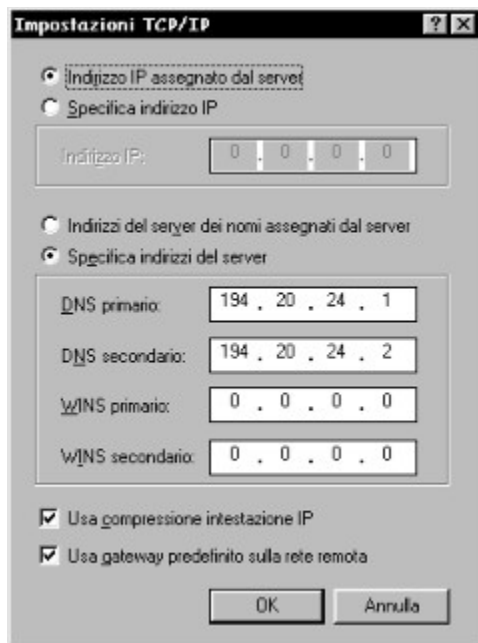 Impostazioni TCP/IP
Indirizzo IP assegnato dal server
Specifica indirizzo IP
Indirizzo IP: 0 . 0 . 0 . 0
Indirizzi del server dei nomi assegnati dal server
Specifica indirizzi del server
DNS primario: 194 . 20 . 24 . 1
DNS secondario: 194 . 20 . 24 . 2
WINS primario: 0 . 0 . 0 . 0
WINS secondario: 0 . 0 . 0 . 0
Usa compressione intestazione IP
Usa gateway predefinito sulla rete remota
OK Annulla